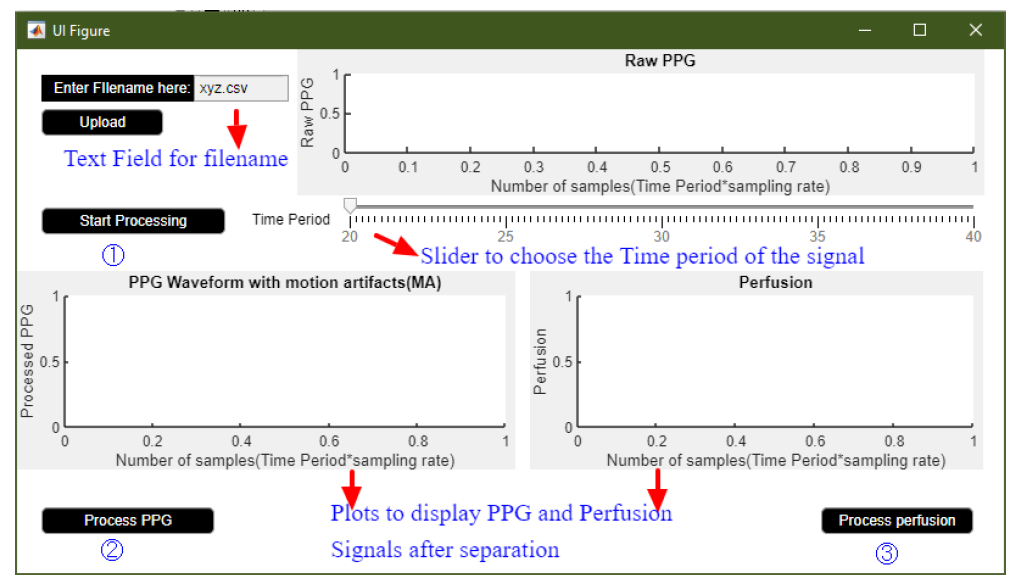 UI Figure
Enter FIlename here: xyz.csv
Upload
Text Field for filename
Raw PPG
Raw PPG
1
0.5
0
0 0.1 0.2 0.3 0.4 0.5 0.6 0.7 0.8 0.9 1
Number of samples(Time Period*sampling rate)
Start Processing
①
Time Period
20 25 30 35 40
Slider to choose the Time period of the signal
PPG Waveform with motion artifacts(MA)
Processed PPG
1
0.5
0
0 0.2 0.4 0.6 0.8 1
Number of samples(Time Period*sampling rate)
Perfusion
Perfusion
1
0.5
0
0 0.2 0.4 0.6 0.8 1
Number of samples(Time Period*sampling rate)
Process PPG
②
Plots to display PPG and Perfusion
Signals after separation
Process perfusion
③